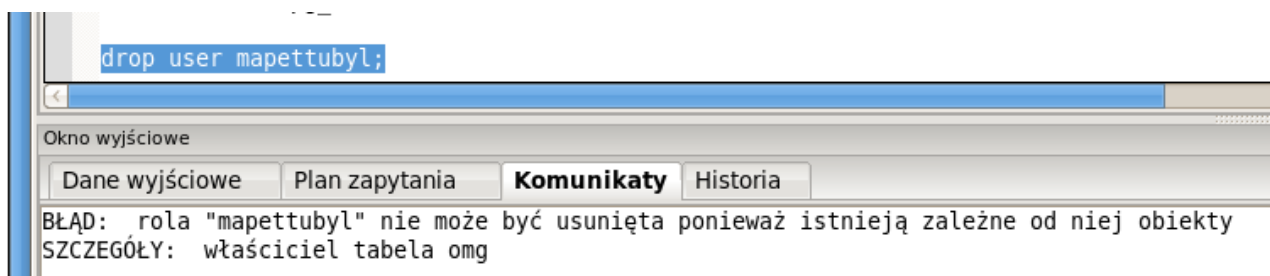 drop user mapettubyl;
Okno wyjściowe
Dane wyjściowe Plan zapytania Komunikaty Historia
BŁĄD: rola "mapettubyl" nie może być usunięta ponieważ istnieją zależne od niej obiekty
SZCZEGÓŁY: właściciel tabela omg